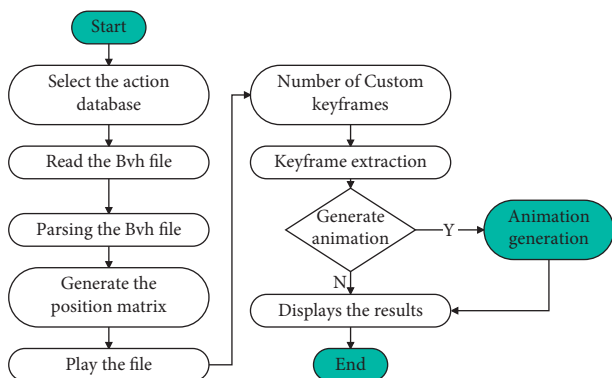 Start
Select the action
database
Read the Bvh file
Parsing the Bvh file
Generate the
position matrix
Play the file
Number of Custom
keyframes
Keyframe extraction
Generate
animation
Y
Animation
generation
N
Displays the results
End